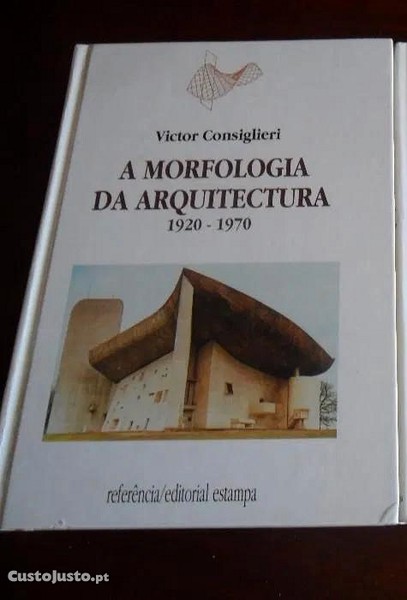 Victor Consiglieri
A MORFOLOGIA
DA ARQUITECTURA
1920 - 1970
referência/editorial estampa
CustoJusto.pt